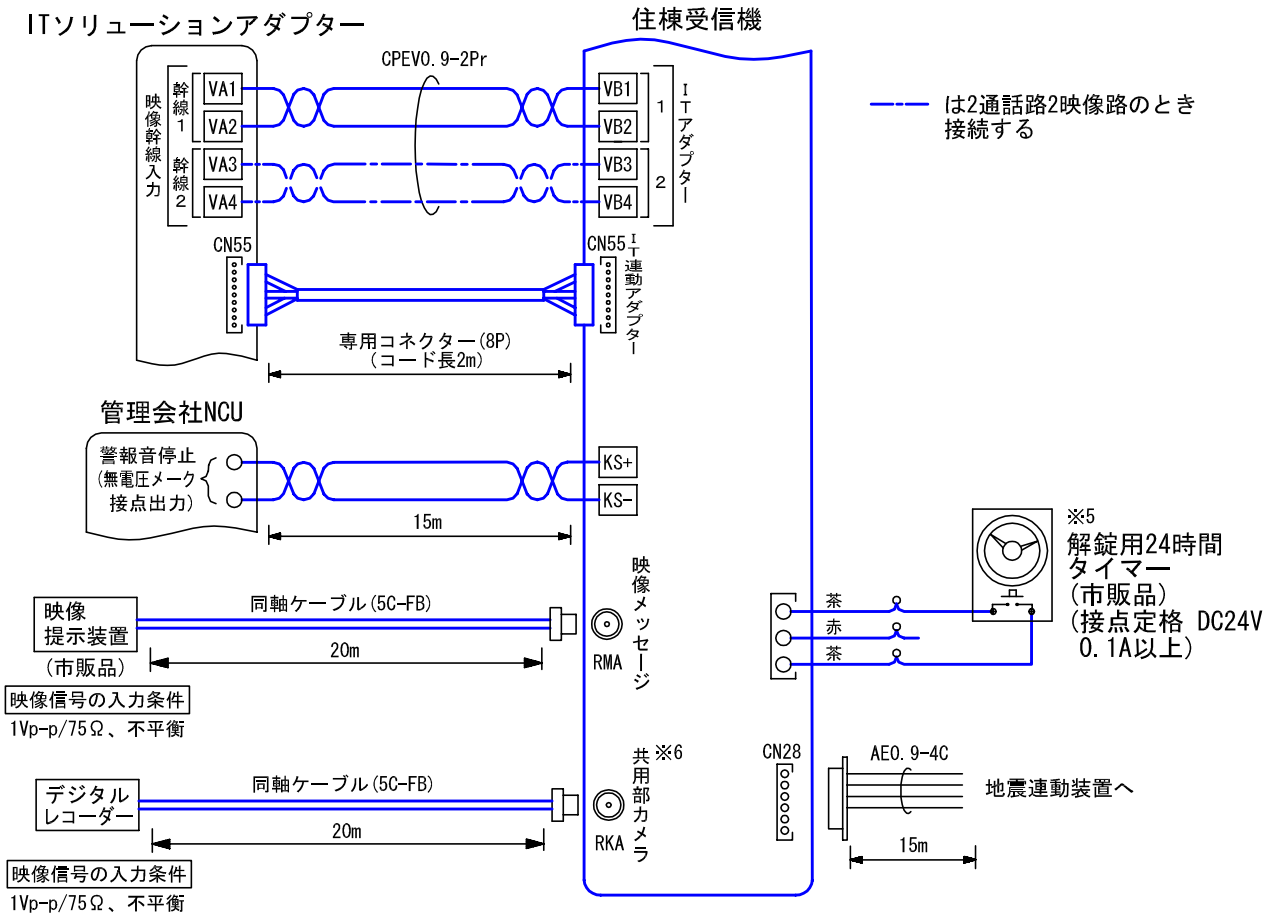 ITソリューションアダプター
住棟受信機
CPEV0.9-2Pr
映像幹線入力
幹線1
VA1
VA2
幹線2
VA3
VA4
VB1
VB2
VB3
VB4
1
2
ITアダプター
は2通話路2映像路のとき
接続する
CN55
CN55
IT連動アダプター
専用コネクター(8P)
(コード長2m)
管理会社NCU
警報音停止
(無電圧メーク
接点出力)
KS+
KS-
15m
映像
提示装置
(市販品)
同軸ケーブル(5C-FB)
20m
RMA
映像メッセージ
映像信号の入力条件
1Vp-p/75Ω、不平衡
茶
赤
茶
※5
解錠用24時間
タイマー
(市販品)
(接点定格 DC24V
0.1A以上)
デジタル
レコーダー
同軸ケーブル(5C-FB)
20m
RKA
共用部カメラ
※6
映像信号の入力条件
1Vp-p/75Ω、不平衡
CN28
AE0.9-4C
地震連動装置へ
15m